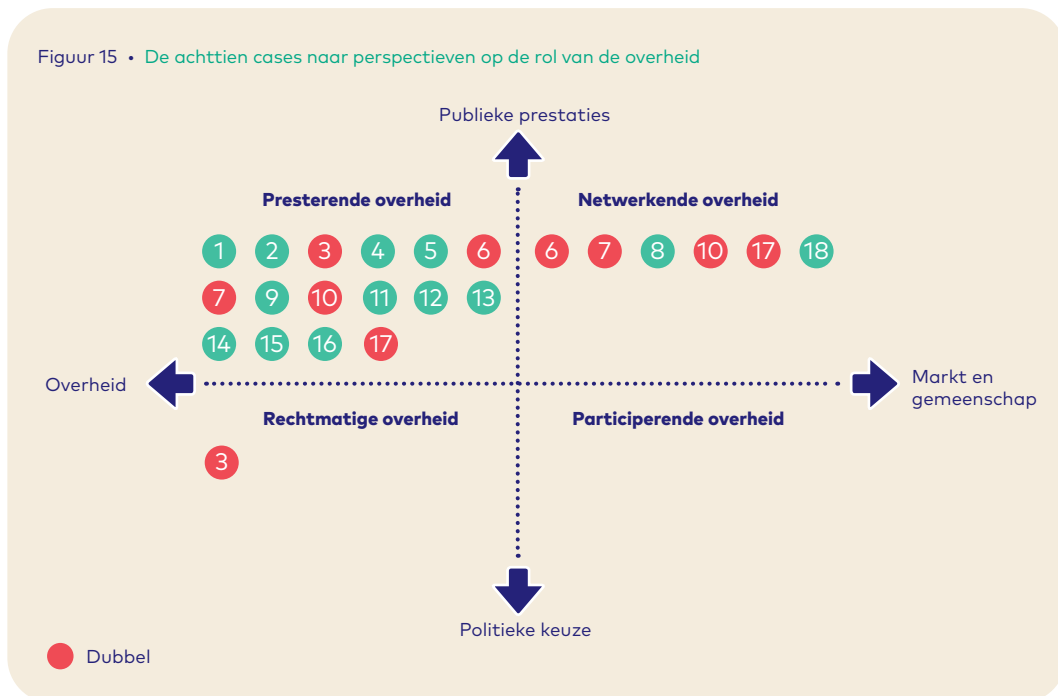 Figuur 15 • De achttien cases naar perspectieven op de rol van de overheid
Publieke prestaties
Presterende overheid
Netwerkende overheid
1 2 3 4 5 6
6 7 8 10 17 18
7 9 10 11 12 13
14 15 16 17
Overheid
Markt en
gemeenschap
Rechtmatige overheid
Participerende overheid
3
Politieke keuze
Dubbel